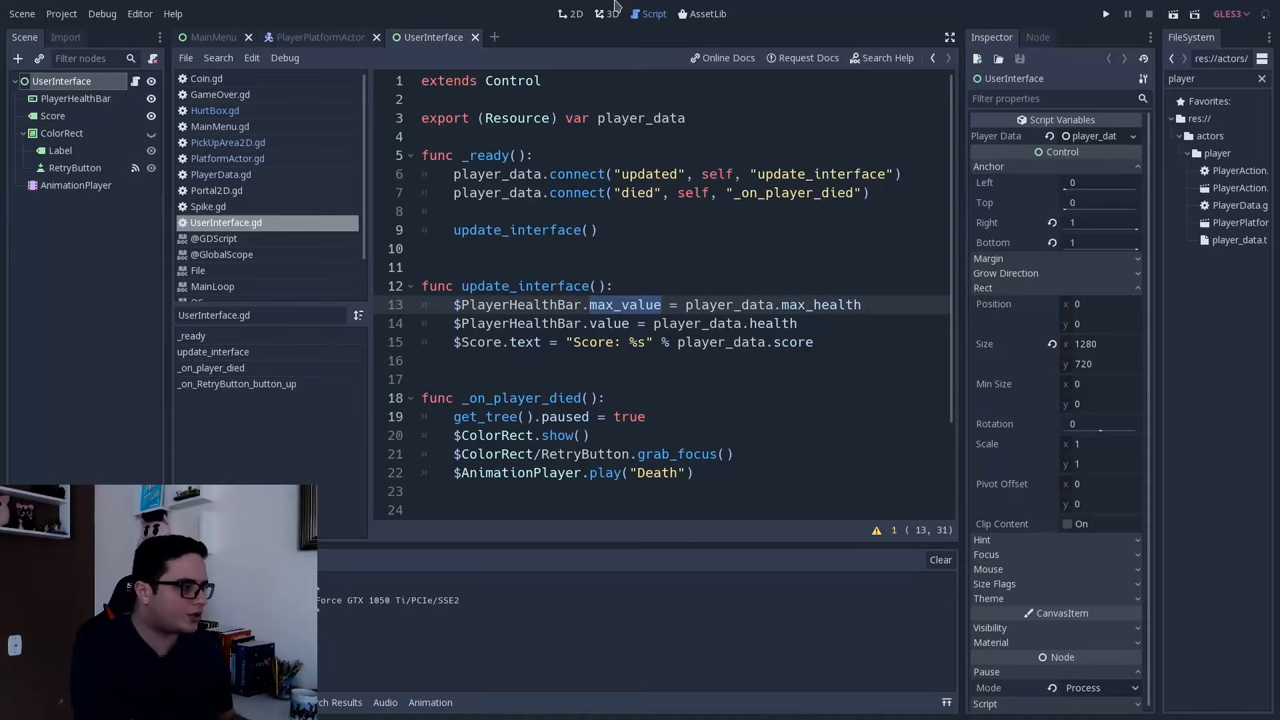 Scene Project Debug Editor Help
2D 3D Script AssetLib
GLES3
Scene Import
MainMenu PlayerPlatformActor UserInterface
Inspector Node
FileSystem
Filter nodes
File Search Edit Debug
Online Docs Request Docs Search Help
res://actors/
UserInterface
PlayerHealthBar
Score
ColorRect
Label
RetryButton
AnimationPlayer
Coin.gd
GameOver.gd
HurtBox.gd
MainMenu.gd
PickUpArea2D.gd
PlatformActor.gd
PlayerData.gd
Portal2D.gd
Spike.gd
UserInterface.gd
@GDScript
@GlobalScope
File
MainLoop
UserInterface.gd
_ready
update_interface
_on_player_died
_on_RetryButton_button_up
1 extends Control
2
3 export (Resource) var player_data
4
5 func _ready():
6 player_data.connect("updated", self, "update_interface")
7 player_data.connect("died", self, "_on_player_died")
8
9 update_interface()
10
11
12 func update_interface():
13 $PlayerHealthBar.max_value = player_data.max_health
14 $PlayerHealthBar.value = player_data.health
15 $Score.text = "Score: %s" % player_data.score
16
17
18 func _on_player_died():
19 get_tree().paused = true
20 $ColorRect.show()
21 $ColorRect/RetryButton.grab_focus()
22 $AnimationPlayer.play("Death")
23
24
1 ( 13, 31)
Clear
Force GTX 1050 Ti/PCIe/SSE2
ch Results Audio Animation
UserInterface
Filter properties
Script Variables
Player Data player_dat
Control
Anchor
Left 0
Top 0
Right 1
Bottom 1
Margin
Grow Direction
Rect
Position x 0
y 0
Size x 1280
y 720
Min Size x 0
y 0
Rotation 0
Scale x 1
y 1
Pivot Offset x 0
y 0
Clip Content On
Hint
Focus
Mouse
Size Flags
Theme
CanvasItem
Visibility
Material
Node
Pause
Mode Process
Script
player
Favorites:
res://
actors
player
PlayerAction.
PlayerAction.
PlayerData.g
PlayerPlatfor
player_data.t